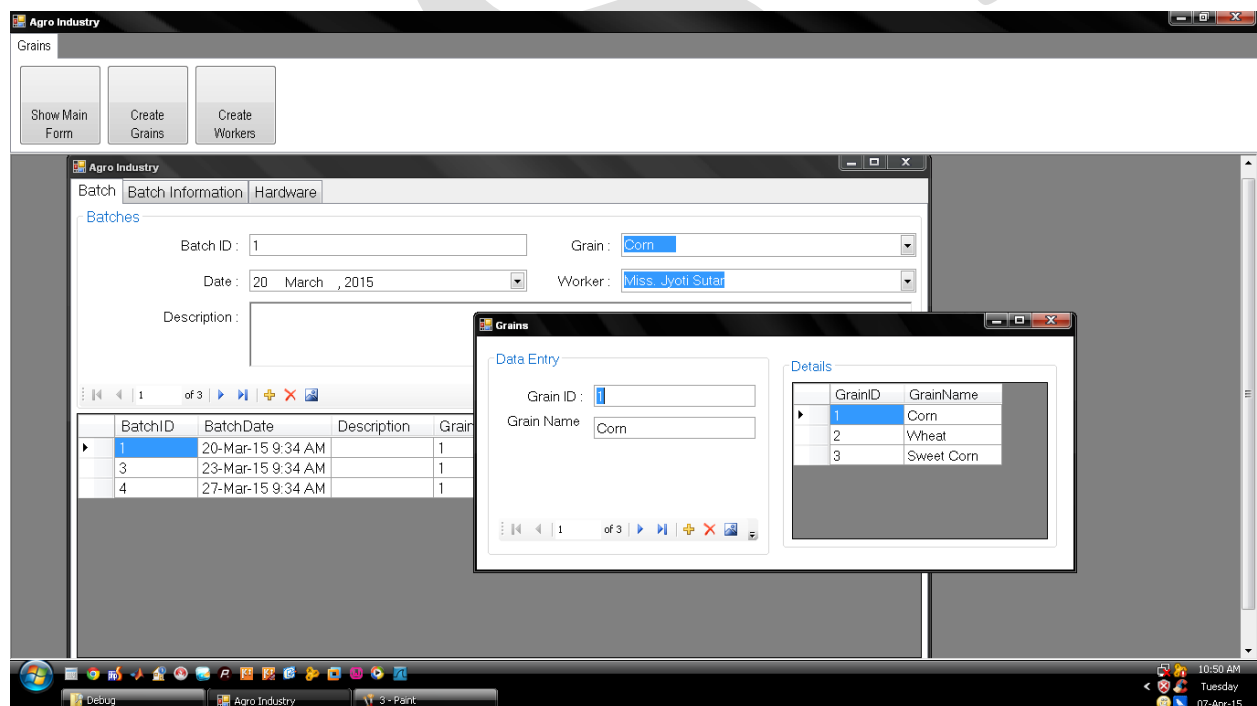 Agro Industry
Grains
Show Main Form
Create Grains
Create Workers
Agro Industry
Batch Batch Information Hardware
Batches
Batch ID : 1 Grain : Corn
Date : 20 March , 2015 Worker : Miss. Jyoti Sutar
Description :
1 of 3
BatchID BatchDate Description Grain
1 20-Mar-15 9:34 AM 1
3 23-Mar-15 9:34 AM 1
4 27-Mar-15 9:34 AM 1
Grains
Data Entry
Grain ID : 1
Grain Name Corn
1 of 3
Details
GrainID GrainName
1 Corn
2 Wheat
3 Sweet Corn
Debug Agro Industry 3 - Paint
10:50 AM
Tuesday
07-Apr-15